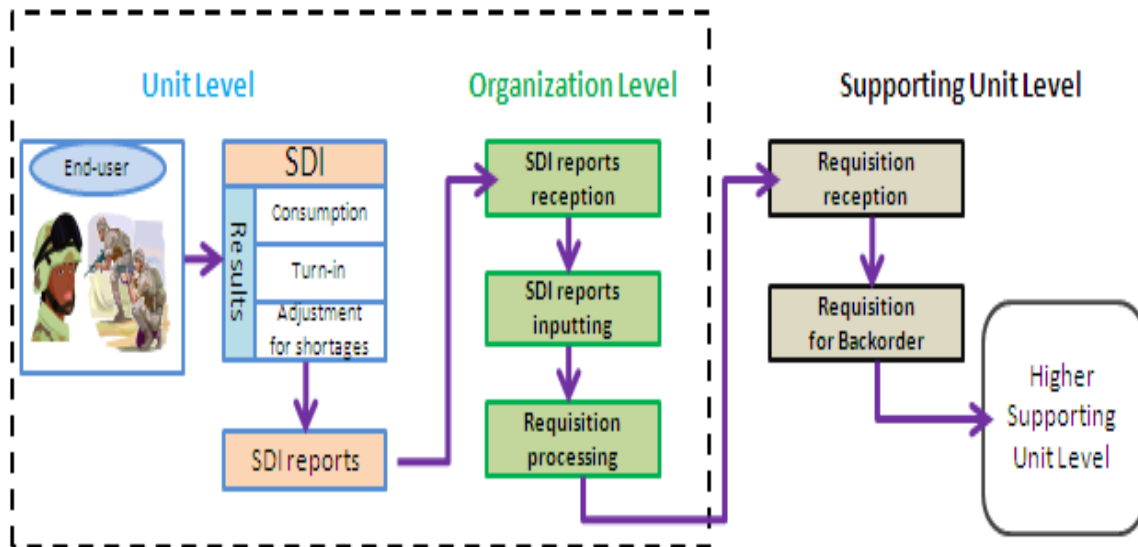 Unit Level
Organization Level
Supporting Unit Level
End-user
SDI
Results
Consumption
Turn-in
Adjustment
for shortages
SDI reports
SDI reports
reception
SDI reports
inputting
Requisition
processing
Requisition
reception
Requisition
for Backorder
Higher
Supporting
Unit Level